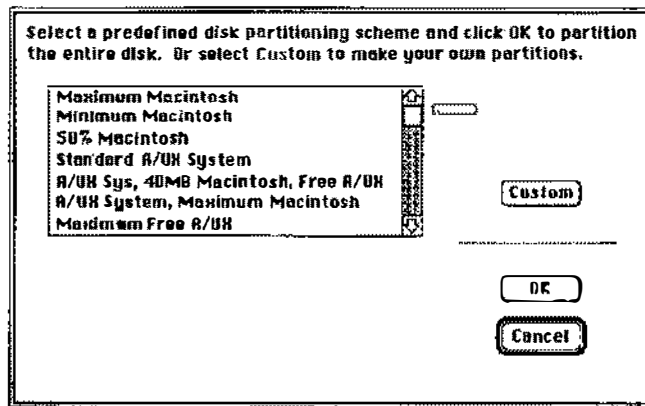 Select a predefined disk partitioning scheme and click OK to partition
the entire disk. Or select Custom to make your own partitions.
Maximum Macintosh
Minimum Macintosh
50% Macintosh
Standard A/UX System
A/UX Sys, 40MB Macintosh, Free A/UX
A/UX System, Maximum Macintosh
Maximum Free A/UX
Custom
OK
Cancel